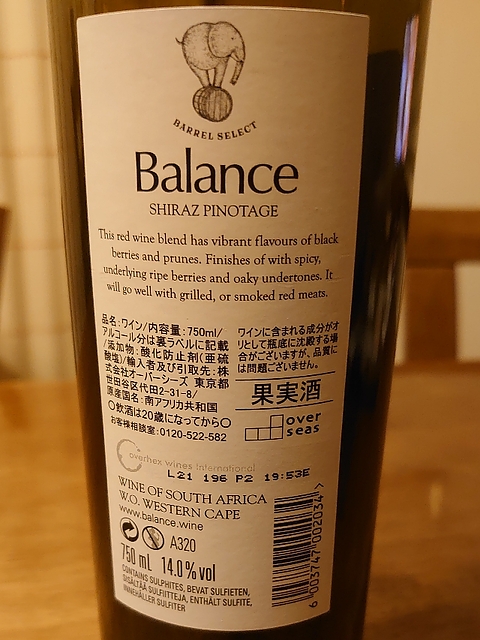 BARREL SELECT
Balance
SHIRAZ PINOTAGE
This red wine blend has vibrant flavours of black
berries and prunes. Finishes of with spicy,
underlying ripe berries and oaky undertones. It
will go well with grilled, or smoked red meats.
品名:ワイン/内容量:750ml/
アルコール分は裏ラベルに記載
/添加物:酸化防止剤(亜硫
酸塩)/輸入者及び引取先:株
式会社オーバーシーズ 東京都
世田谷区代田2-31-8/
原産国名:南アフリカ共和国
〇飲酒は20歳になってから〇
お客様相談室:0120-522-582
ワインに含まれる成分がオ
リとして瓶底に沈殿する場
合がございますが、品質に
は問題ございません。
果実酒
over
seas
overhex wines international
L21 196 P2 19:53E
WINE OF SOUTH AFRICA
W.O. WESTERN CAPE
www.balance.wine
A320
750 mL 14.0% vol
CONTAINS SULPHITES, BEVAT SULFIETEN,
SISÄLTÄÄ SULFIITTEJA, ENTHÄLT SULFITE,
INNEHÅLLER SULFITER
6 003747 002034 >